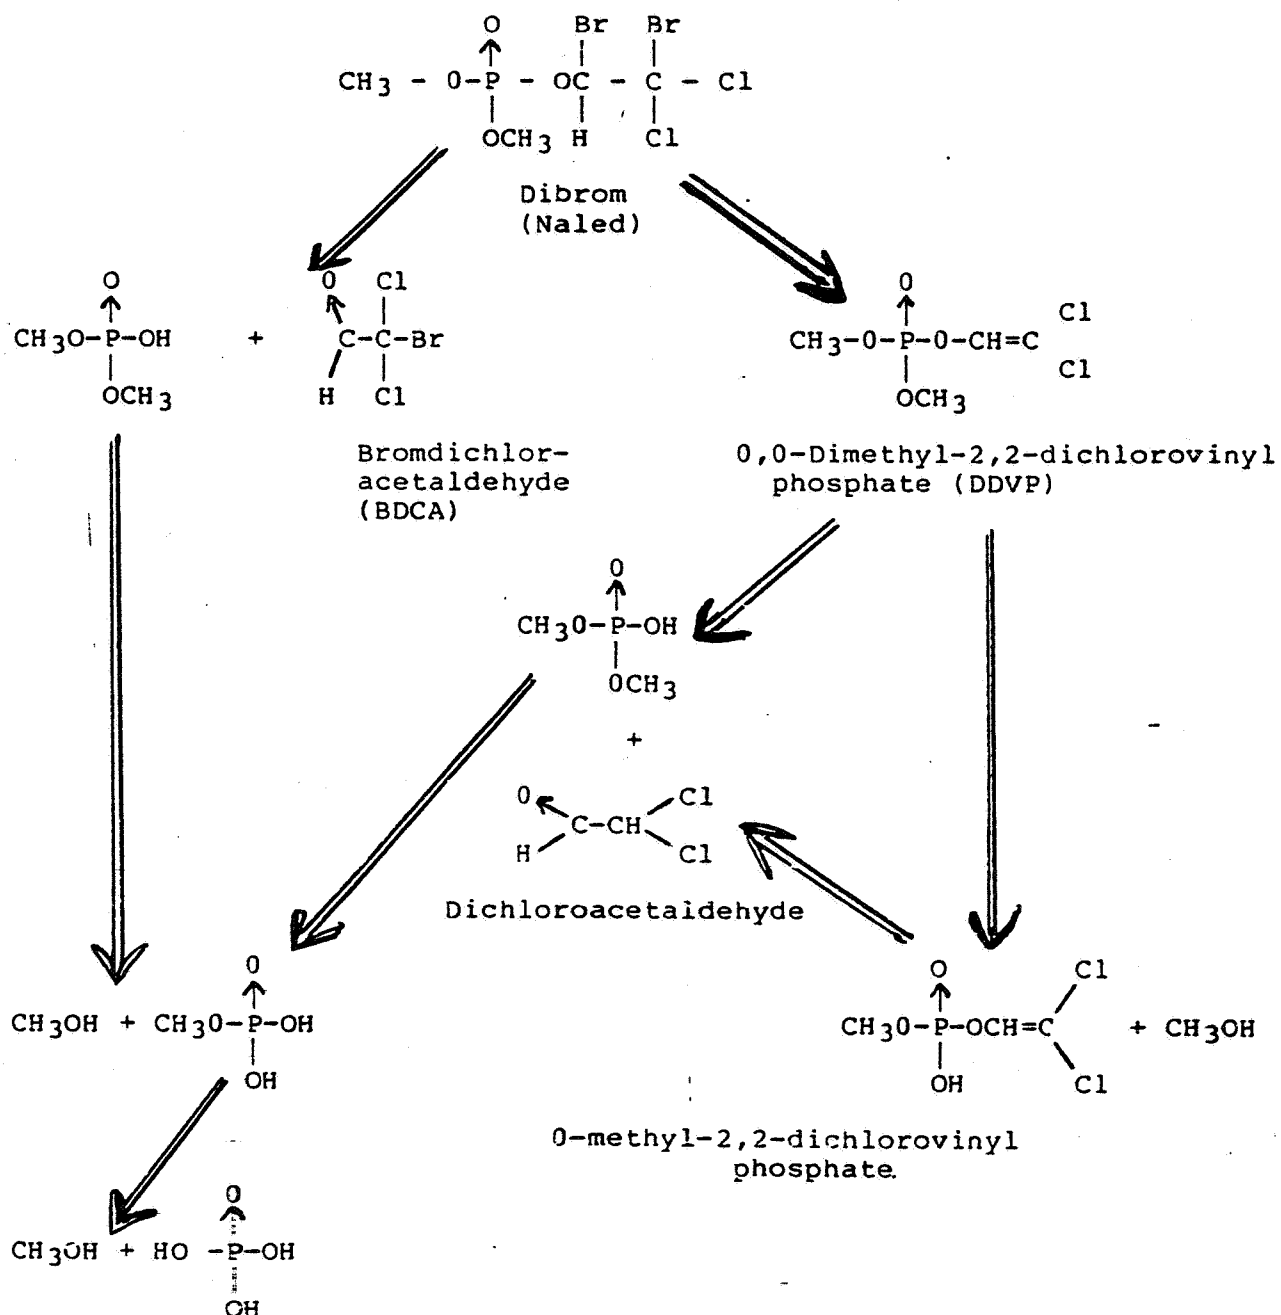 O Br Br
CH3 - O-P - OC - C - Cl
OCH3 H Cl
Dibrom
(Naled)
O O Cl
CH3O-P-OH + C-C-Br
OCH3 H Cl
Bromdichlor-
acetaldehyde
(BDCA)
O Cl
CH3-O-P-O-CH=C
Cl
OCH3
O,O-Dimethyl-2,2-dichlorovinyl
phosphate (DDVP)
O
CH3O-P-OH
OCH3
+
O Cl
C-CH
H Cl
Dichloroacetaldehyde
O
CH3OH + CH3O-P-OH
OH
O Cl
CH3O-P-OCH=C + CH3OH
OH Cl
O-methyl-2,2-dichlorovinyl
phosphate.
O
CH3OH + HO -P-OH
OH